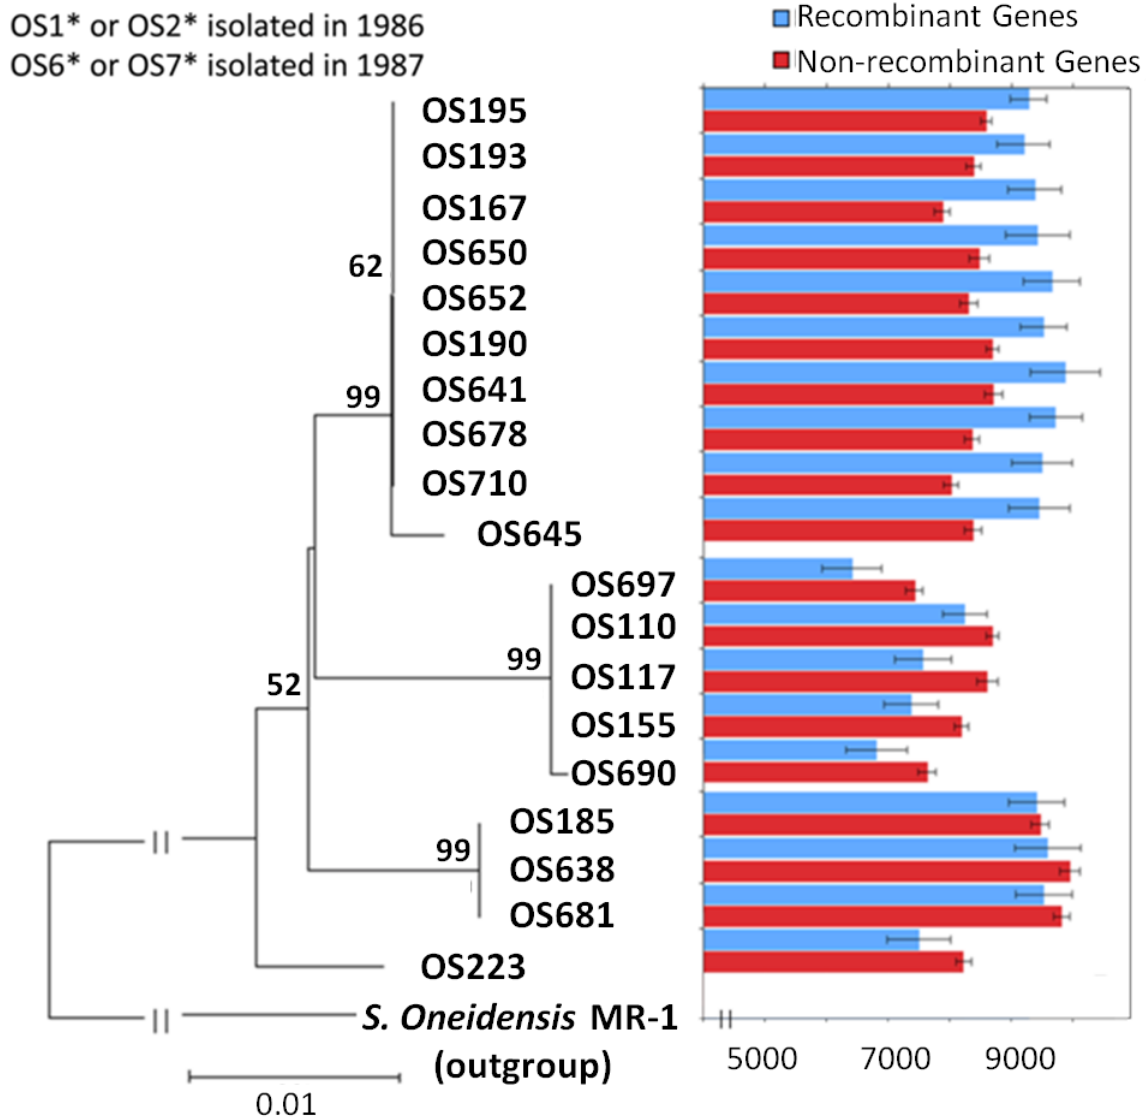 OS1* or OS2* isolated in 1986
OS6* or OS7* isolated in 1987
Recombinant Genes
Non-recombinant Genes
OS195
OS193
OS167
OS650
62
OS652
OS190
OS641
99
OS678
OS710
OS645
OS697
OS110
99
OS117
52
OS155
OS690
OS185
99
OS638
OS681
OS223
S. Oneidensis MR-1
(outgroup)
5000 7000 9000
0.01